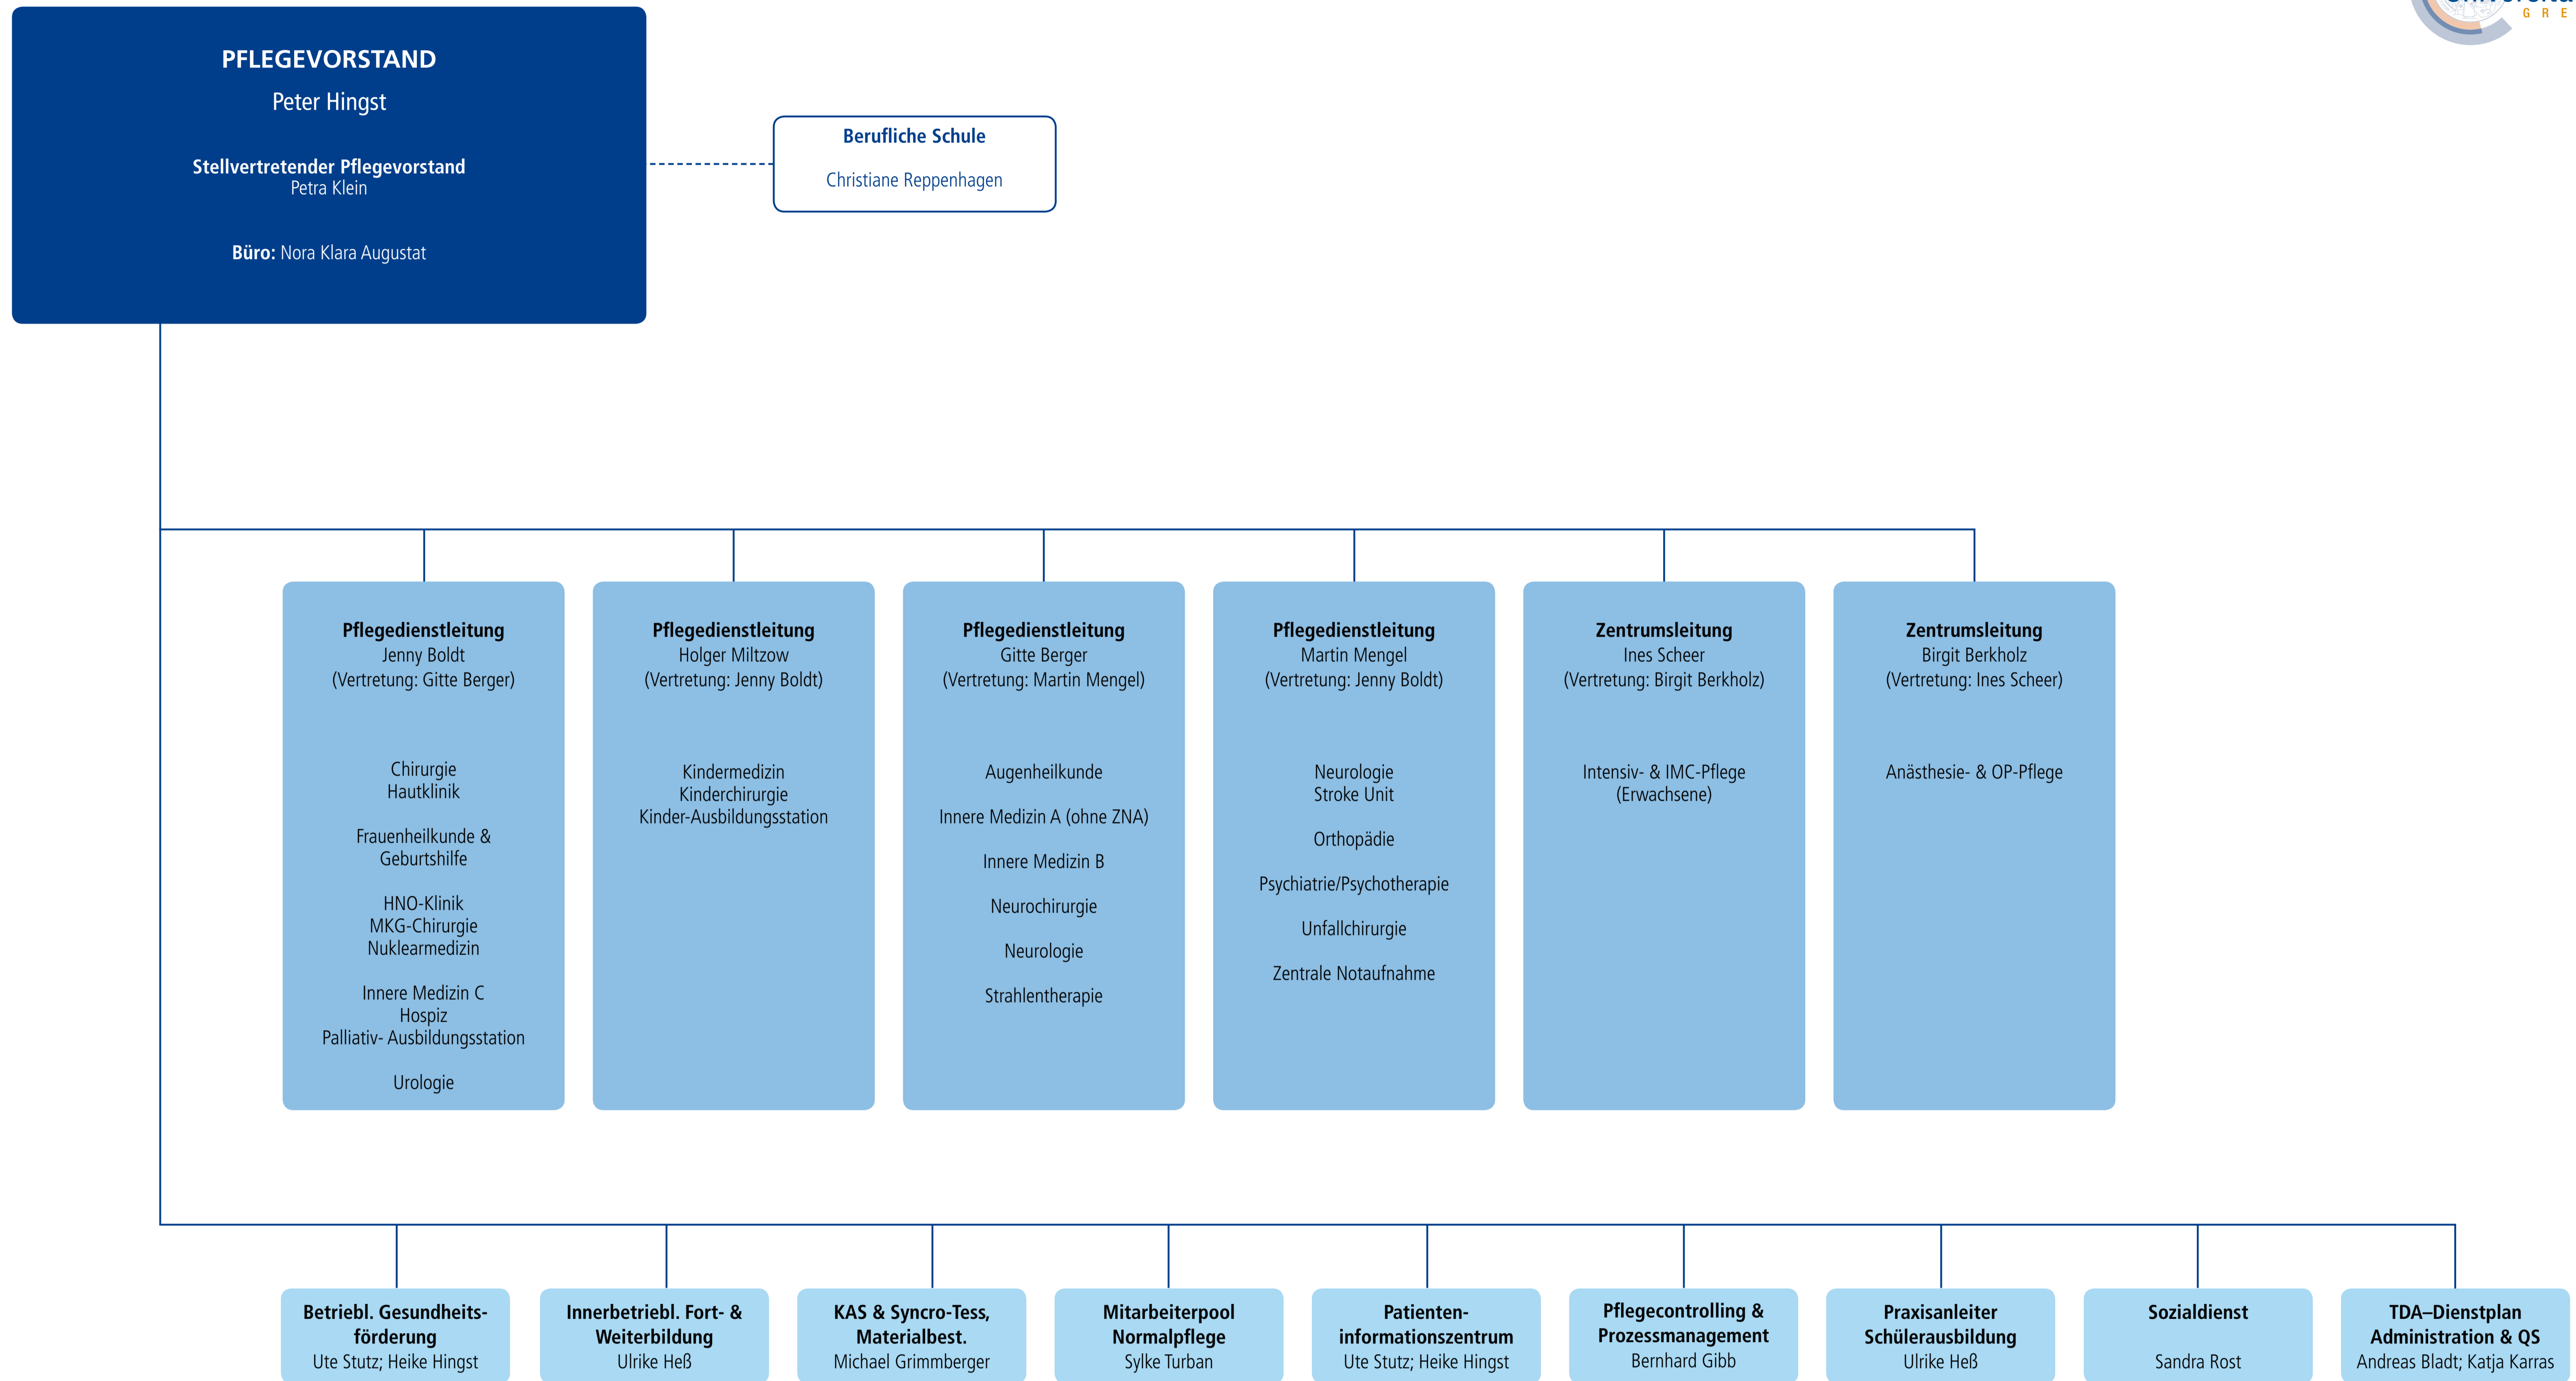 PFLEGEVORSTAND
Peter Hingst
Stellvertretender Pflegevorstand
Petra Klein
Büro: Nora Klara Augustat
Berufliche Schule
Christiane Reppenhagen
G R E
Pflegedienstleitung
Jenny Boldt
(Vertretung: Gitte Berger)
Chirurgie
Hautklinik
Frauenheilkunde &
Geburtshilfe
HNO-Klinik
MKG-Chirurgie
Nuklearmedizin
Innere Medizin C
Hospiz
Palliativ- Ausbildungsstation
Urologie
Pflegedienstleitung
Holger Miltzow
(Vertretung: Jenny Boldt)
Kindermedizin
Kinderchirurgie
Kinder-Ausbildungsstation
Pflegedienstleitung
Gitte Berger
(Vertretung: Martin Mengel)
Augenheilkunde
Innere Medizin A (ohne ZNA)
Innere Medizin B
Neurochirurgie
Neurologie
Strahlentherapie
Pflegedienstleitung
Martin Mengel
(Vertretung: Jenny Boldt)
Neurologie
Stroke Unit
Orthopädie
Psychiatrie/Psychotherapie
Unfallchirurgie
Zentrale Notaufnahme
Zentrumsleitung
Ines Scheer
(Vertretung: Birgit Berkholz)
Intensiv- & IMC-Pflege
(Erwachsene)
Zentrumsleitung
Birgit Berkholz
(Vertretung: Ines Scheer)
Anästhesie- & OP-Pflege
Betriebl. Gesundheits-
förderung
Ute Stutz; Heike Hingst
Innerbetriebl. Fort- &
Weiterbildung
Ulrike Heß
KAS & Syncro-Tess,
Materialbest.
Michael Grimmberger
Mitarbeiterpool
Normalpflege
Sylke Turban
Patienten-
informationszentrum
Ute Stutz; Heike Hingst
Pflegecontrolling &
Prozessmanagement
Bernhard Gibb
Praxisanleiter
Schülerausbildung
Ulrike Heß
Sozialdienst
Sandra Rost
TDA–Dienstplan
Administration & QS
Andreas Bladt; Katja Karras